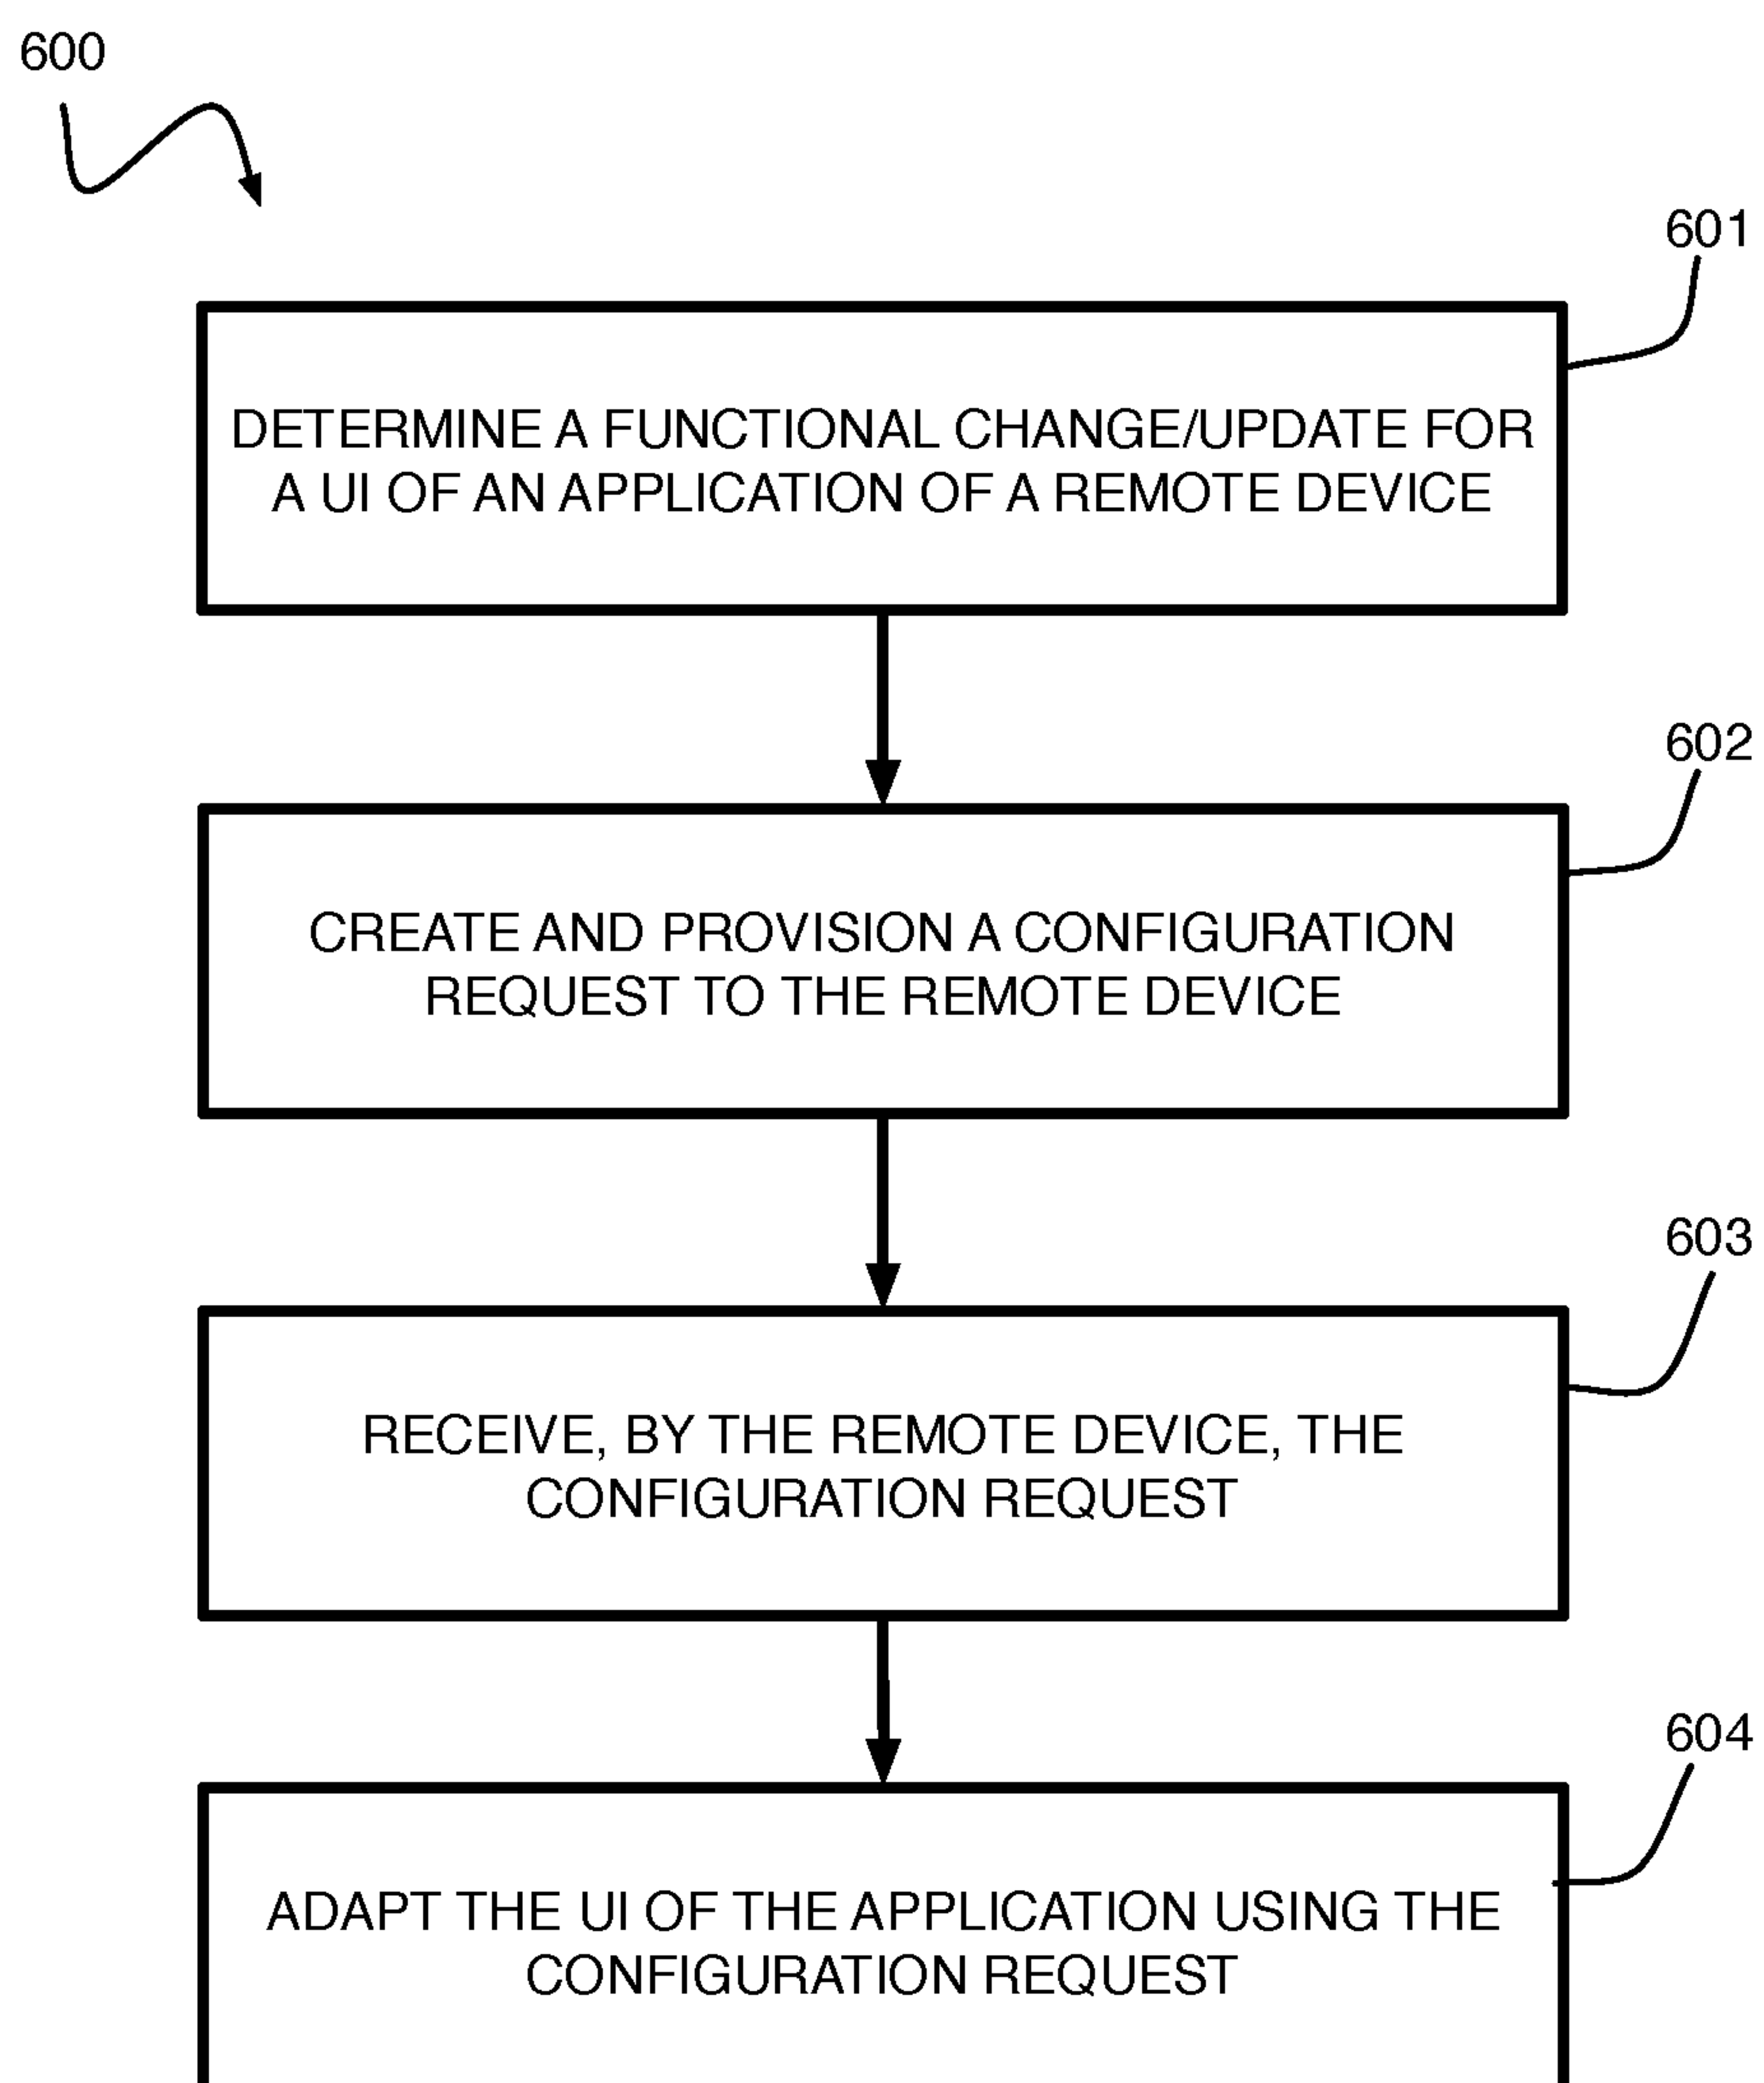 600
601
DETERMINE A FUNCTIONAL CHANGE/UPDATE FOR
A UI OF AN APPLICATION OF A REMOTE DEVICE
602
CREATE AND PROVISION A CONFIGURATION
REQUEST TO THE REMOTE DEVICE
603
RECEIVE, BY THE REMOTE DEVICE, THE
CONFIGURATION REQUEST
604
ADAPT THE UI OF THE APPLICATION USING THE
CONFIGURATION REQUEST